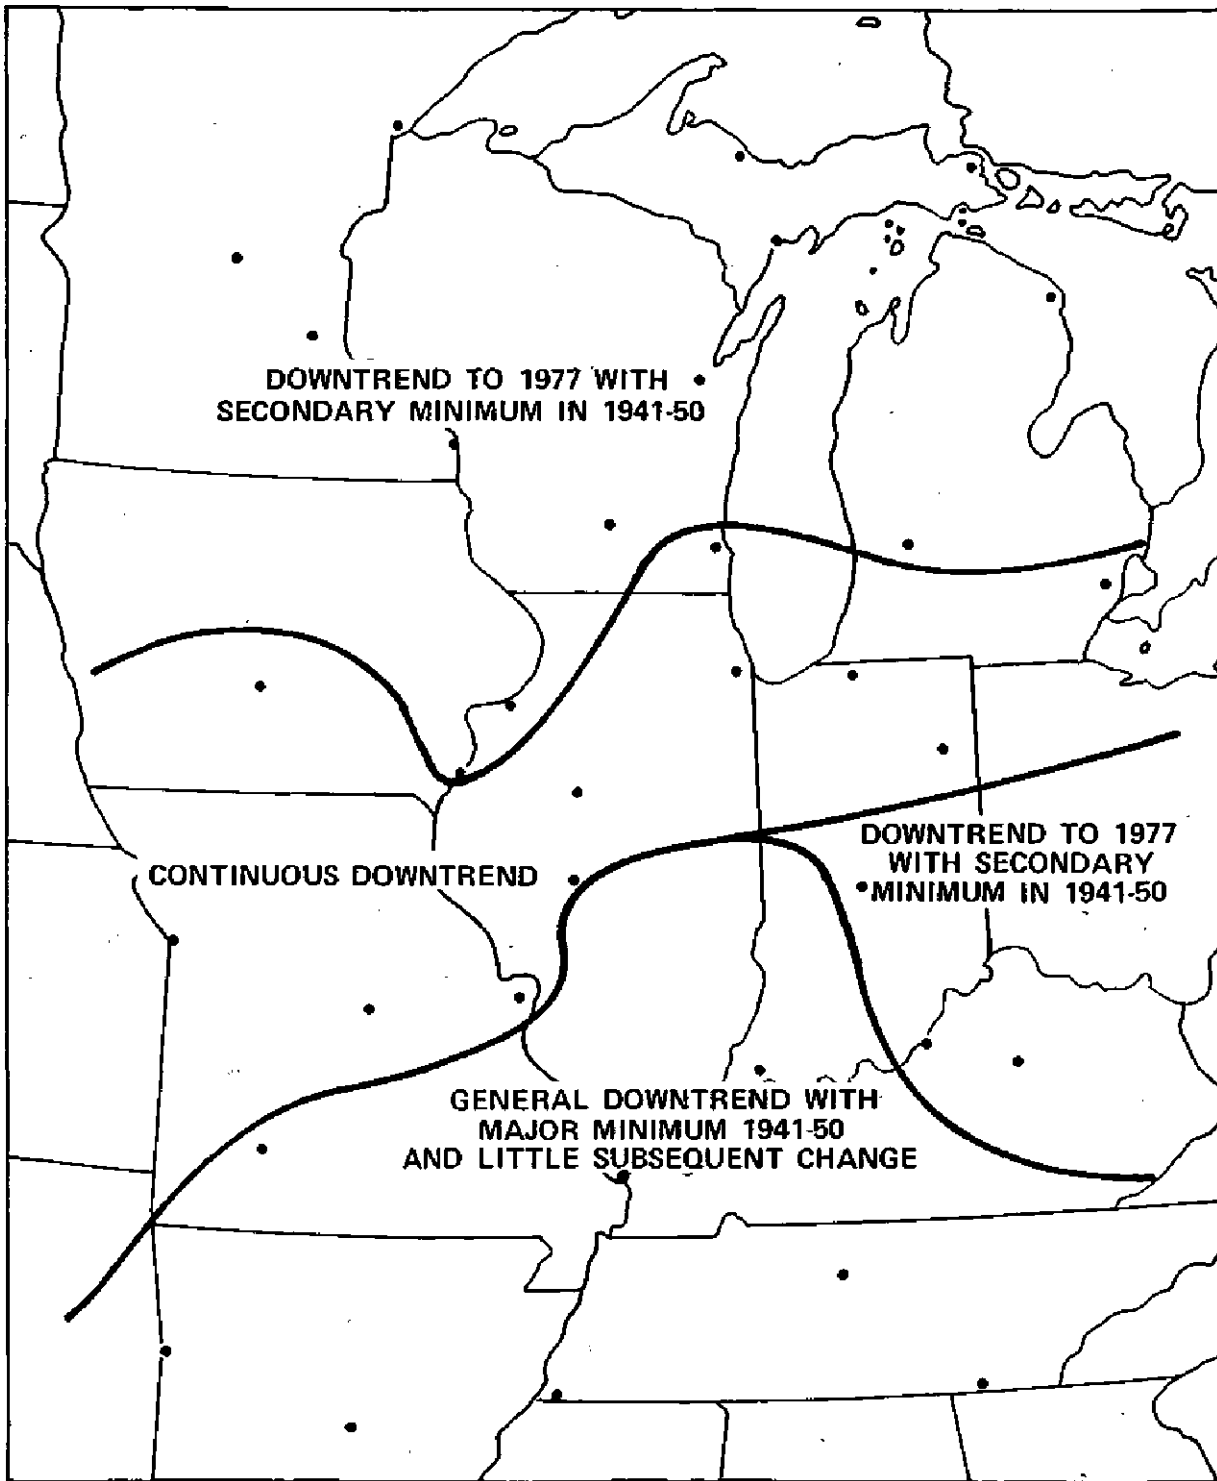 DOWNTREND TO 1977 WITH
SECONDARY MINIMUM IN 1941-50
DOWNTREND TO 1977
WITH SECONDARY
MINIMUM IN 1941-50
CONTINUOUS DOWNTREND
GENERAL DOWNTREND WITH
MAJOR MINIMUM 1941-50
AND LITTLE SUBSEQUENT CHANGE